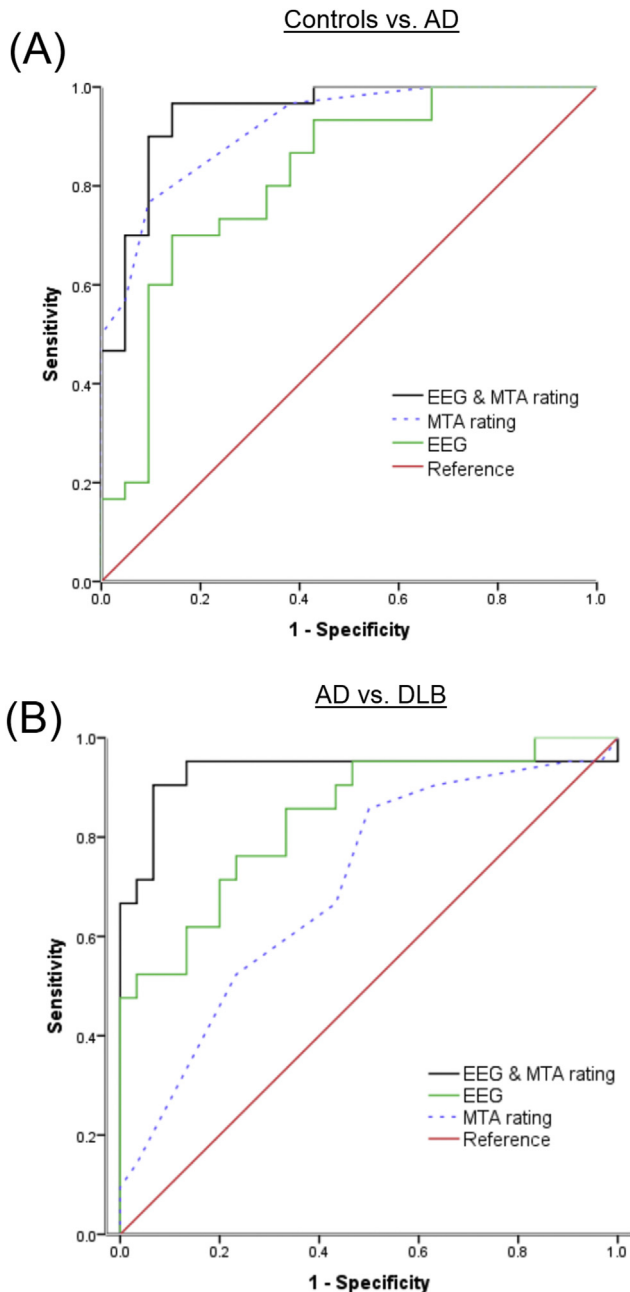 Controls vs. AD
(A)
1.0
0.8
0.6
0.4
0.2
0.0
Sensitivity
EEG & MTA rating
MTA rating
EEG
Reference
0.0 0.2 0.4 0.6 0.8 1.0
1 - Specificity
AD vs. DLB
(B)
1.0
0.8
0.6
0.4
0.2
0.0
Sensitivity
EEG & MTA rating
EEG
MTA rating
Reference
0.0 0.2 0.4 0.6 0.8 1.0
1 - Specificity